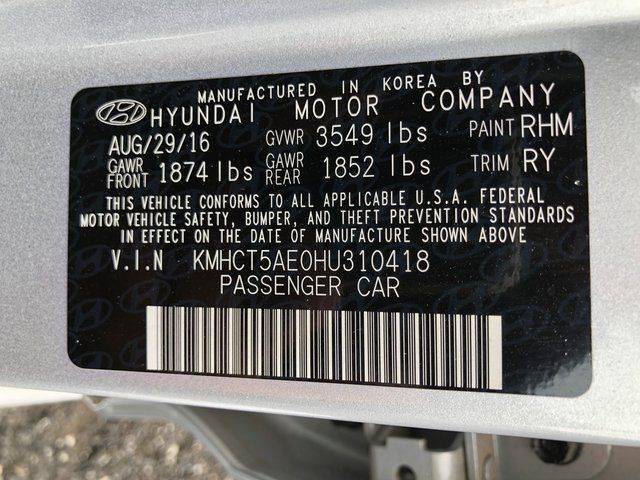 MANUFACTURED IN KOREA BY
HYUNDAI MOTOR COMPANY
AUG/29/16 GVWR 3549 lbs PAINT RHM
GAWR FRONT 1874 lbs GAWR REAR 1852 lbs TRIM RY
THIS VEHICLE CONFORMS TO ALL APPLICABLE U.S.A. FEDERAL
MOTOR VEHICLE SAFETY, BUMPER, AND THEFT PREVENTION STANDARDS
IN EFFECT ON THE DATE OF MANUFACTURE SHOWN ABOVE
V.I.N KMHCT5AE0HU310418
PASSENGER CAR